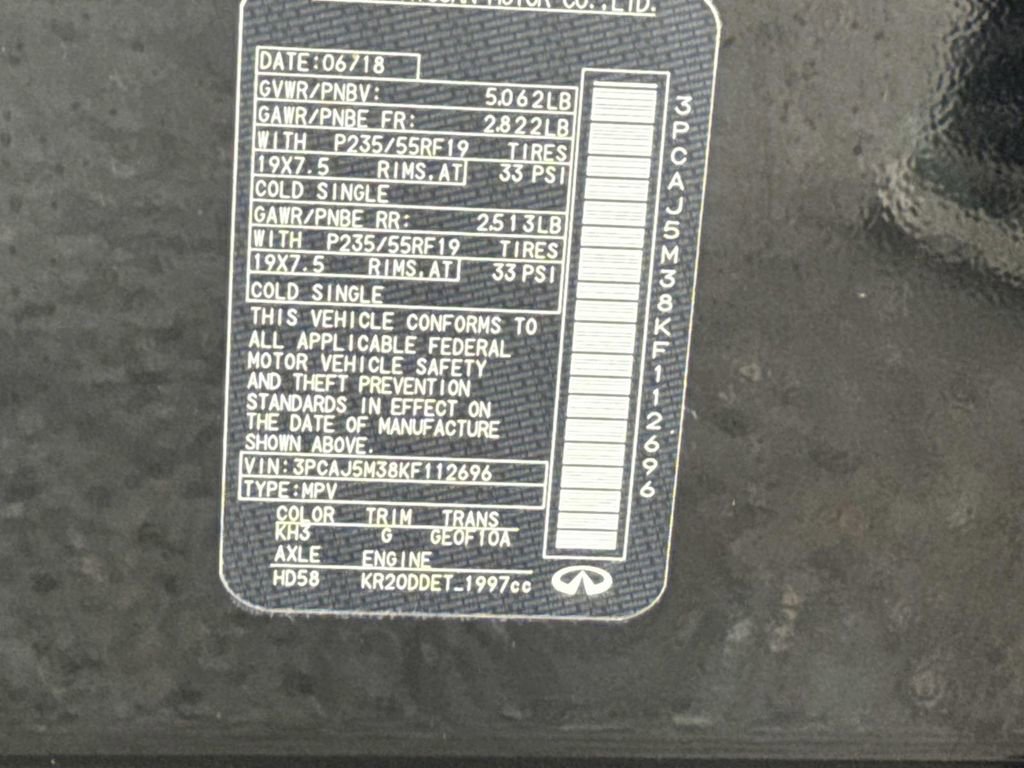 MOTOR CO.,LTD.
DATE:06/18
GVWR/PNBV: 5,062LB
GAWR/PNBE FR: 2,822LB
WITH P235/55RF19 TIRES
19X7.5 RIMS,AT 33 PSI
COLD SINGLE
GAWR/PNBE RR: 2,513LB
WITH P235/55RF19 TIRES
19X7.5 RIMS,AT 33 PSI
COLD SINGLE
THIS VEHICLE CONFORMS TO
ALL APPLICABLE FEDERAL
MOTOR VEHICLE SAFETY
AND THEFT PREVENTION
STANDARDS IN EFFECT ON
THE DATE OF MANUFACTURE
SHOWN ABOVE.
VIN:3PCAJ5M38KF112696
TYPE:MPV
COLOR TRIM TRANS
KH3 G GEOF10A
AXLE ENGINE
HD58 KR20DDET_1997cc
3PCAJ5M38KF112696